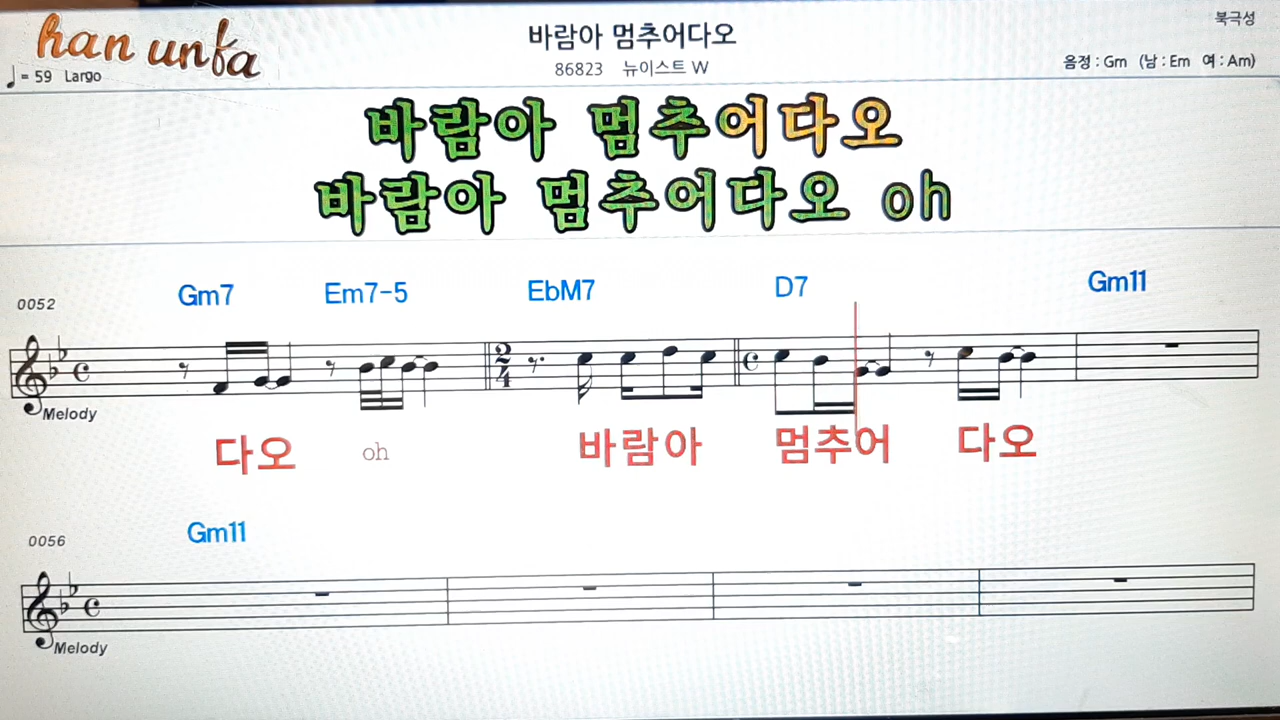 han unfa
바람아 멈추어다오
북극성
♩= 59 Largo
86823 뉴이스트 W
음정 : Gm (남 : Em 여 : Am)
바람아 멈추어다오
바람아 멈추어다오 oh
0052
Gm7 Em7-5 EbM7 D7 Gm11
2
4
Melody
다오 oh 바람아 멈추어 다오
0056
Gm11
Melody